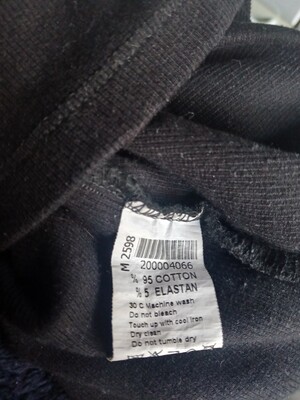 M 2598
200004066
% 95 COTTON
% 5 ELASTAN
30 C Machine wash
Do not bleach
Touch up with cool iron
Dry clean
Do not tumble dry